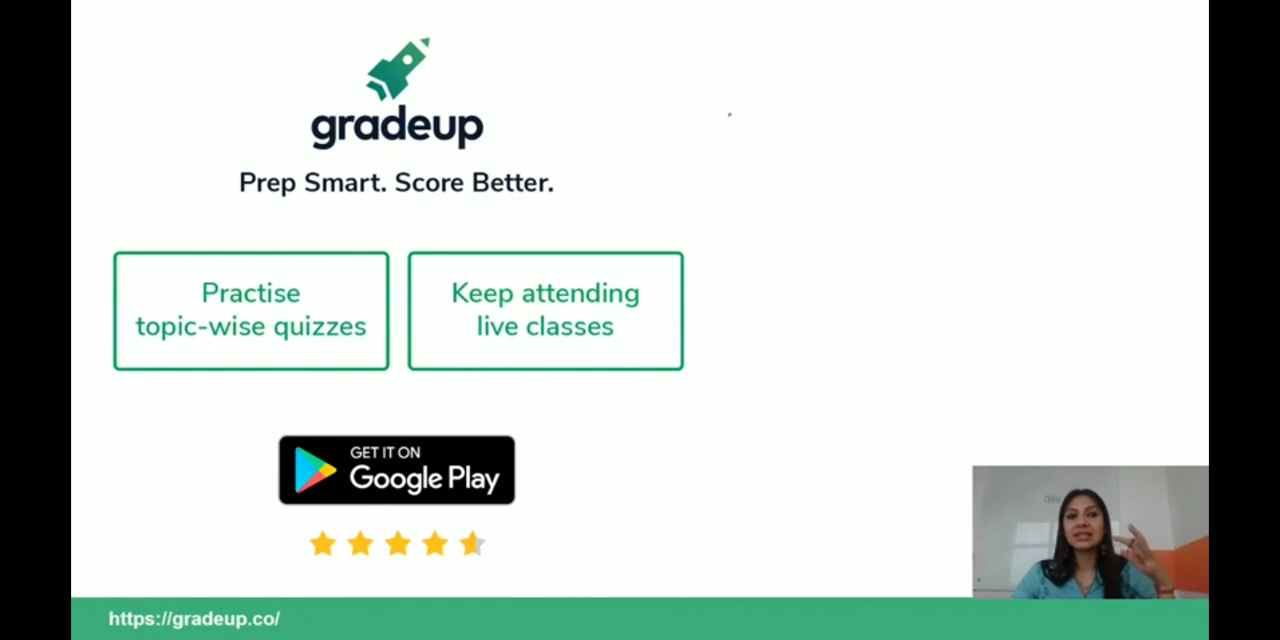 gradeup
Prep Smart. Score Better.
Practise
topic-wise quizzes
Keep attending
live classes
GET IT ON
Google Play
https://gradeup.co/